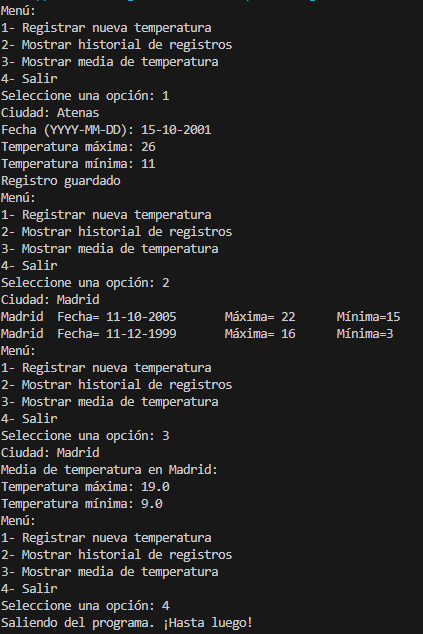 Menú:
1- Registrar nueva temperatura
2- Mostrar historial de registros
3- Mostrar media de temperatura
4- Salir
Seleccione una opción: 1
Ciudad: Atenas
Fecha (YYYY-MM-DD): 15-10-2001
Temperatura máxima: 26
Temperatura mínima: 11
Registro guardado
Menú:
1- Registrar nueva temperatura
2- Mostrar historial de registros
3- Mostrar media de temperatura
4- Salir
Seleccione una opción: 2
Ciudad: Madrid
Madrid  Fecha= 11-10-2005       Máxima= 22      Mínima=15
Madrid  Fecha= 11-12-1999       Máxima= 16      Mínima=3
Menú:
1- Registrar nueva temperatura
2- Mostrar historial de registros
3- Mostrar media de temperatura
4- Salir
Seleccione una opción: 3
Ciudad: Madrid
Media de temperatura en Madrid:
Temperatura máxima: 19.0
Temperatura mínima: 9.0
Menú:
1- Registrar nueva temperatura
2- Mostrar historial de registros
3- Mostrar media de temperatura
4- Salir
Seleccione una opción: 4
Saliendo del programa. ¡Hasta luego!